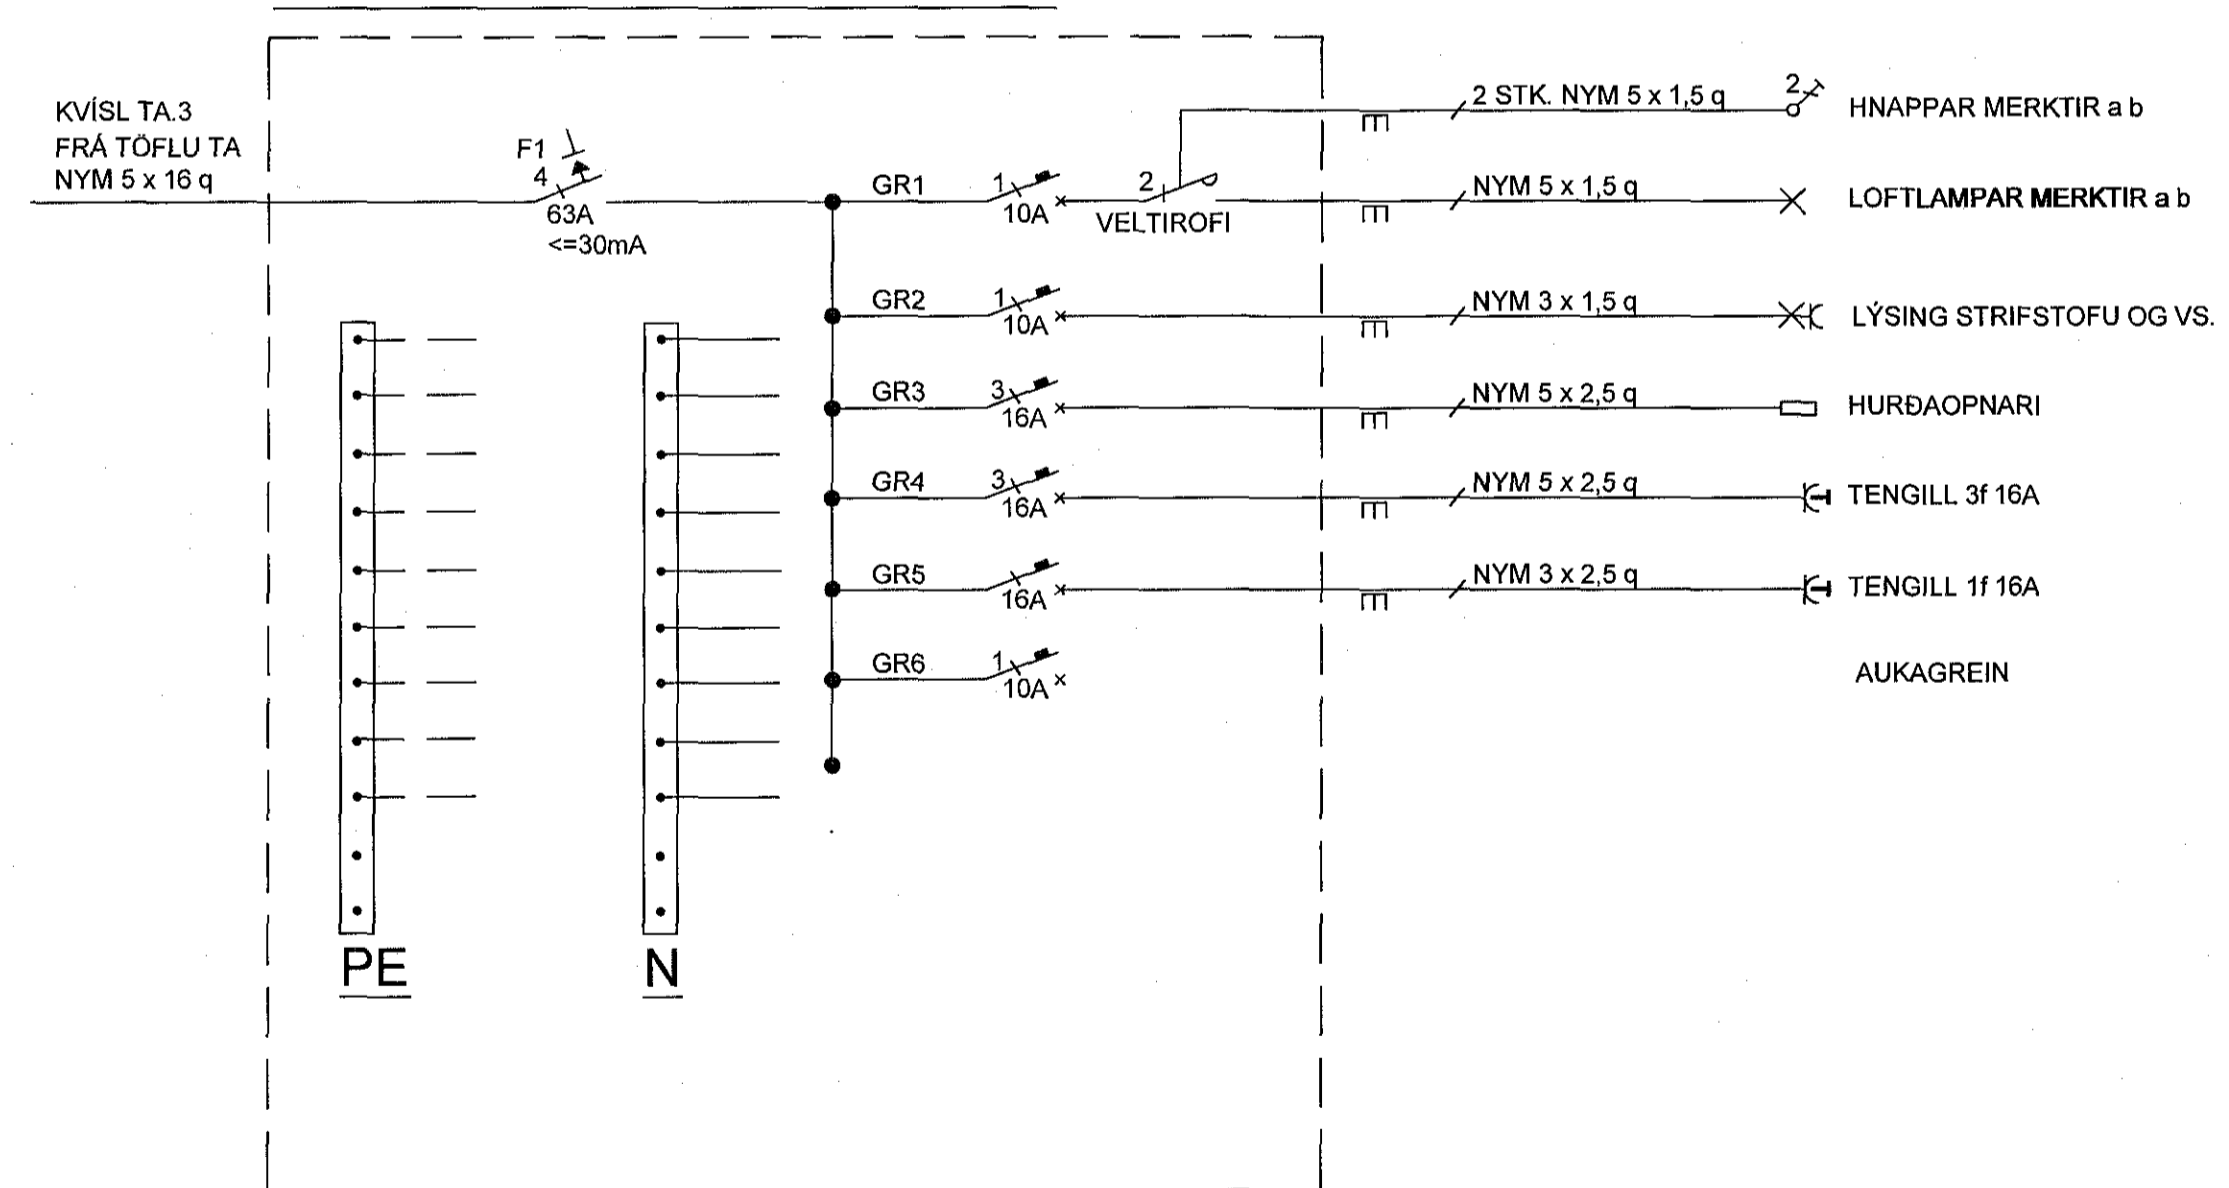 KVÍSL TA.3
FRÁ TÖFLU TA
NYM 5 x 16 q
F1
4
63A
<=30mA
2 STK. NYM 5 x 1,5 q
2
HNAPPAR MERKTIR a b
GR1
1
10A
2
VELTIROFI
NYM 5 x 1,5 q
LOFTLAMPAR MERKTIR a b
GR2
1
10A
NYM 3 x 1,5 q
LÝSING STRIFSTOFU OG VS.
GR3
3
16A
NYM 5 x 2,5 q
HURÐAOPNARI
GR4
3
16A
NYM 5 x 2,5 q
TENGILL 3f 16A
GR5
16A
NYM 3 x 2,5 q
TENGILL 1f 16A
GR6
1
10A
AUKAGREIN
PE
N